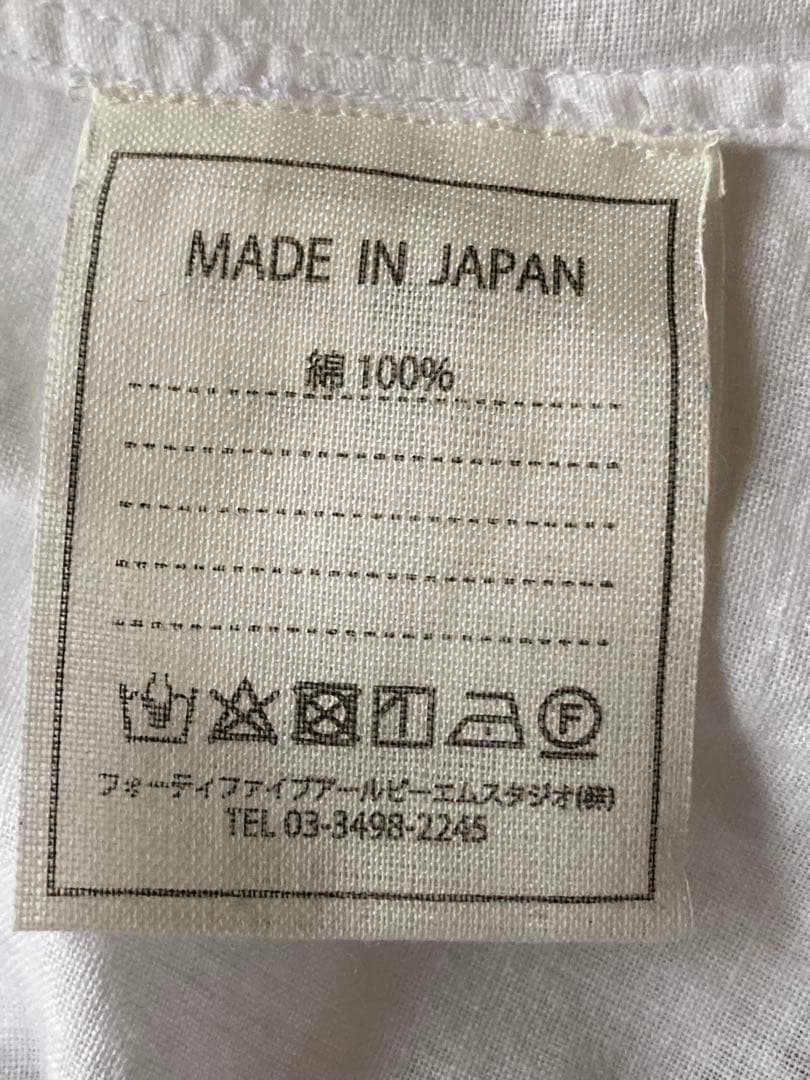 MADE IN JAPAN
綿 100%
F
フォーティファイブアールピーエムスタジオ(株)
TEL 03-3498-2245